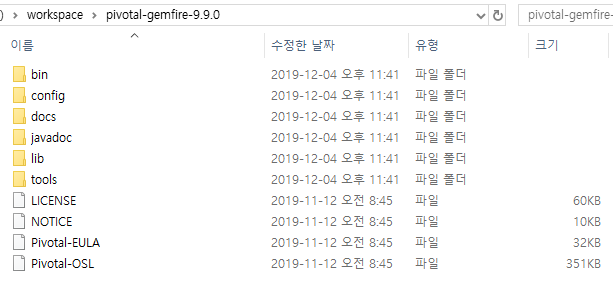 ) > workspace > pivotal-gemfire-9.9.0 pivotal-gemfire-
이름 수정한 날짜 유형 크기
bin 2019-12-04 오후 11:41 파일 폴더
config 2019-12-04 오후 11:41 파일 폴더
docs 2019-12-04 오후 11:41 파일 폴더
javadoc 2019-12-04 오후 11:41 파일 폴더
lib 2019-12-04 오후 11:41 파일 폴더
tools 2019-12-04 오후 11:41 파일 폴더
LICENSE 2019-11-12 오전 8:45 파일 60KB
NOTICE 2019-11-12 오전 8:45 파일 10KB
Pivotal-EULA 2019-11-12 오전 8:45 파일 32KB
Pivotal-OSL 2019-11-12 오전 8:45 파일 351KB